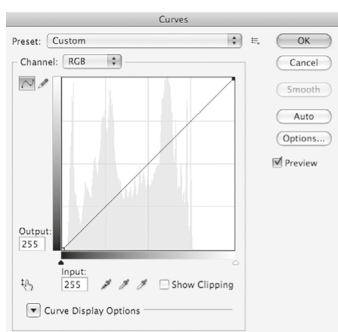 Curves
Preset: Custom
OK
Channel: RGB
Cancel
Smooth
Auto
Options...
Preview
Output:
255
Input:
255
Show Clipping
Curve Display Options